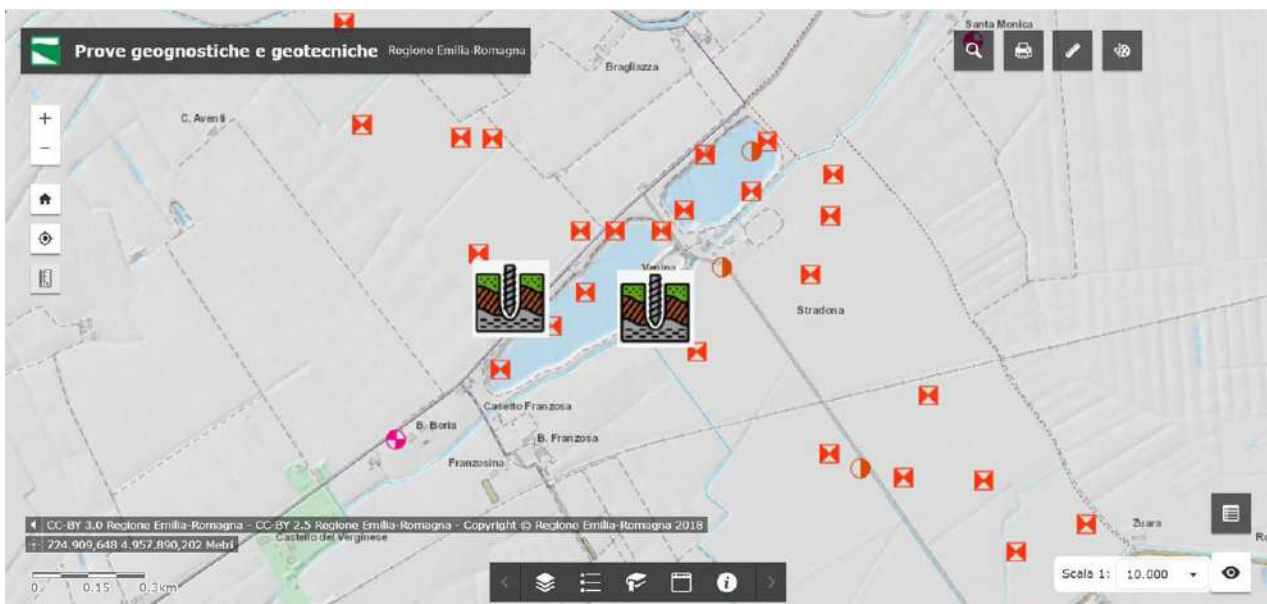 Santa Monica
Prove geognostiche e geotecniche Regione Emilia-Romagna
Bragliazza
C. Aventi
+
−
Stradona
Casetto Franzosa
B. Boria
B. Franzosa
Franzosina
CC-BY 3.0 Regione Emilia-Romagna - CC-BY 2.5 Regione Emilia-Romagna - Copyright © Regione Emilia-Romagna 2018
724.909,648 4.957.890,202 Metri
Castello del Verginese
Zuara
0 0.15 0.3km
Scala 1: 10.000